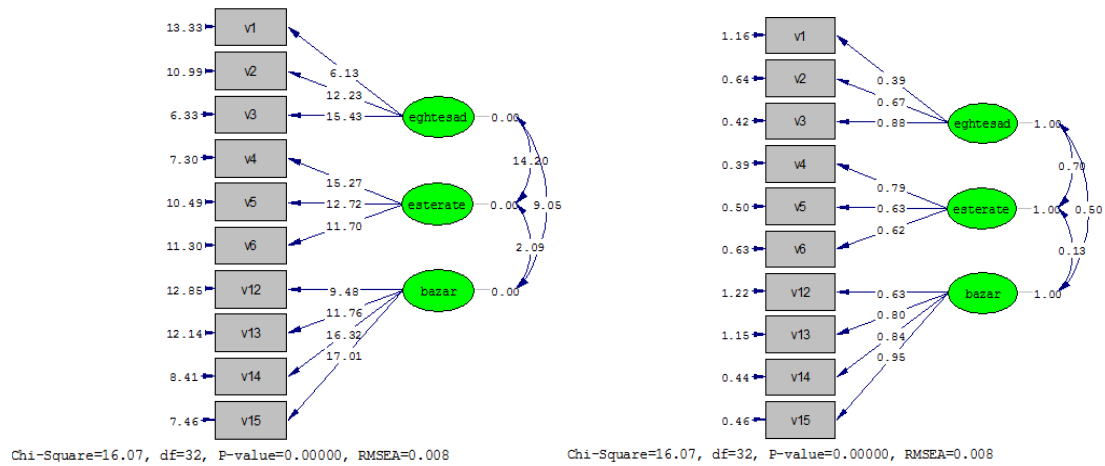 13.33 v1
10.99 v2
6.33 v3
7.30 v4
10.49 v5
11.30 v6
12.85 v12
12.14 v13
8.41 v14
7.46 v15
6.13
12.23
15.43
15.27
12.72
11.70
9.48
11.76
16.32
17.01
eghtesad 0.00
esterate 0.00
bazar 0.00
14.20
9.05
2.09
Chi-Square=16.07, df=32, P-value=0.00000, RMSEA=0.008
1.16 v1
0.64 v2
0.42 v3
0.39 v4
0.50 v5
0.63 v6
1.22 v12
1.15 v13
0.44 v14
0.46 v15
0.39
0.67
0.88
0.79
0.63
0.62
0.63
0.80
0.84
0.95
eghtesad 1.00
esterate 1.00
bazar 1.00
0.70
0.50
0.13
Chi-Square=16.07, df=32, P-value=0.00000, RMSEA=0.008